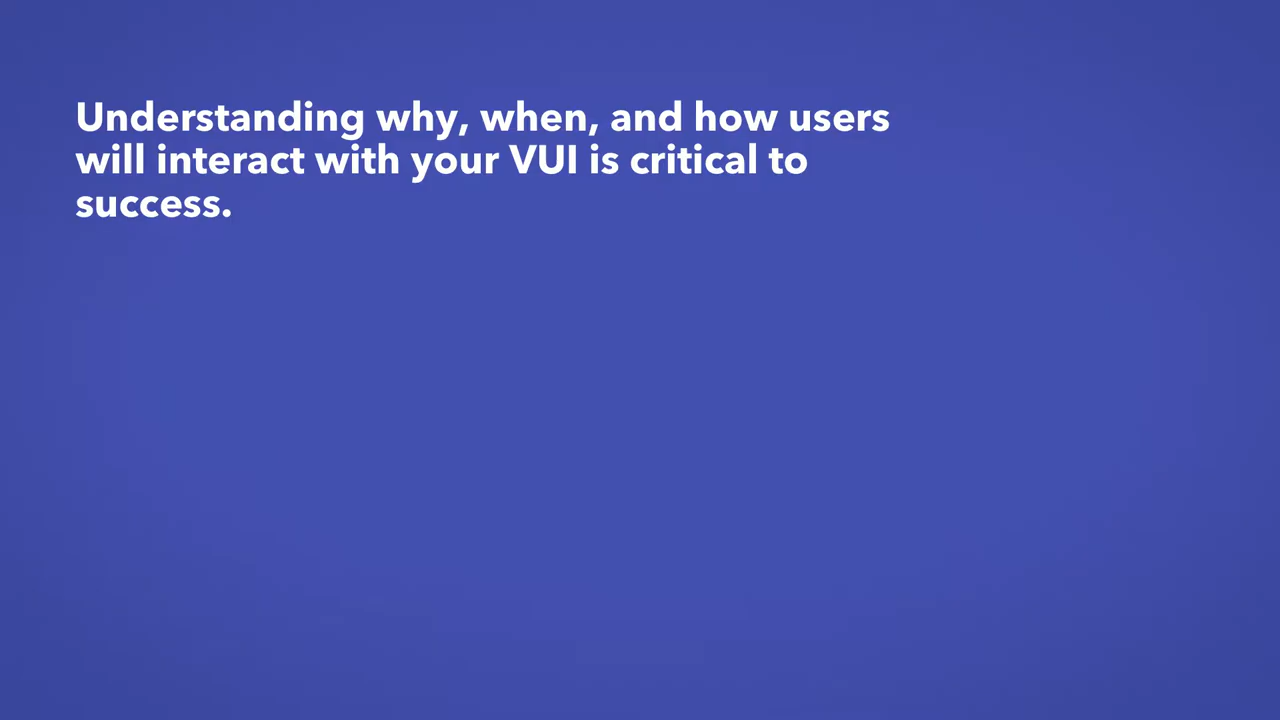 Understanding why, when, and how users
will interact with your VUI is critical to
success.